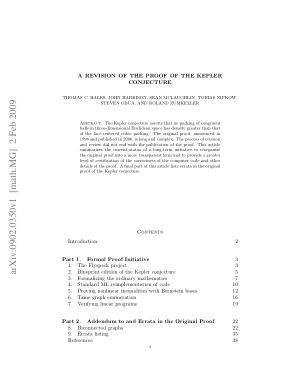 arXiv:0902.0350v1 [math.MG] 2 Feb 2009
A REVISION OF THE PROOF OF THE KEPLER
CONJECTURE
THOMAS C. HALES, JOHN HARRISON, SEAN MCLAUGHLIN, TOBIAS NIPKOW,
STEVEN OBUA, AND ROLAND ZUMKELLER
Abstract. The Kepler conjecture asserts that no packing of congruent
balls in three-dimensional Euclidean space has density greater than that
of the face-centered cubic packing. The original proof, announced in
1998 and published in 2006, is long and complex. The process of revision
and review did not end with the publication of the proof. This article
summarizes the current status of a long-term initiative to reorganize
the original proof into a more transparent form and to provide a greater
level of certification of the correctness of the computer code and other
details of the proof. A final part of this article lists errata in the original
proof of the Kepler conjecture.
Contents
Introduction 2
Part 1. Formal Proof Initiative 3
1. The Flyspeck project 3
2. Blueprint edition of the Kepler conjecture 5
3. Formalizing the ordinary mathematics 7
4. Standard ML reimplementation of code 10
5. Proving nonlinear inequalities with Bernstein bases 12
6. Tame graph enumeration 16
7. Verifying linear programs 19
Part 2. Addendum to and Errata in the Original Proof 22
8. Biconnected graphs 22
9. Errata listing 35
References 38
1